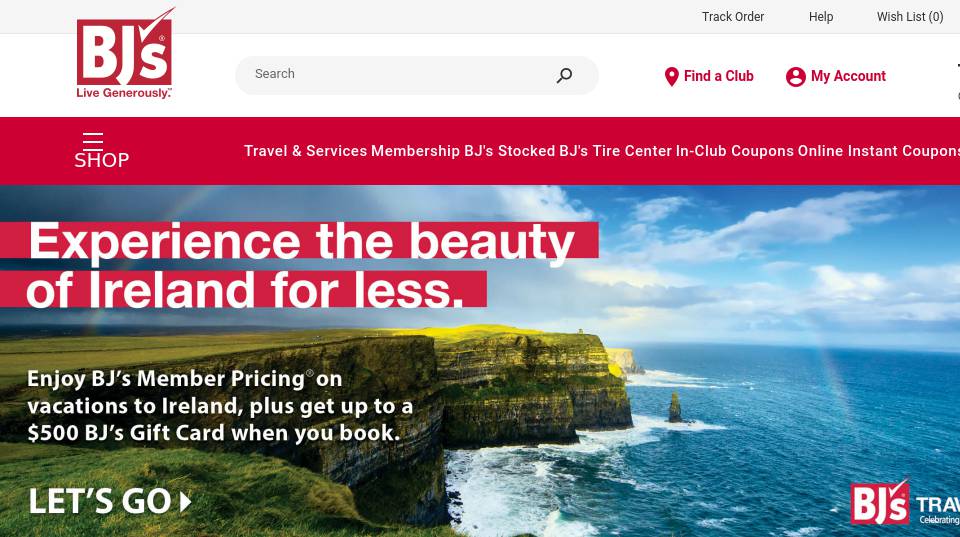 Track Order Help Wish List (0)
BJ's
®
Live Generously.™
Search
Find a Club My Account
SHOP
Travel & Services Membership BJ's Stocked BJ's Tire Center In-Club Coupons Online Instant Coupons
Experience the beauty
of Ireland for less.
Enjoy BJ's Member Pricing® on
vacations to Ireland, plus get up to a
$500 BJ's Gift Card when you book.
LET'S GO
BJ's
Celebrating